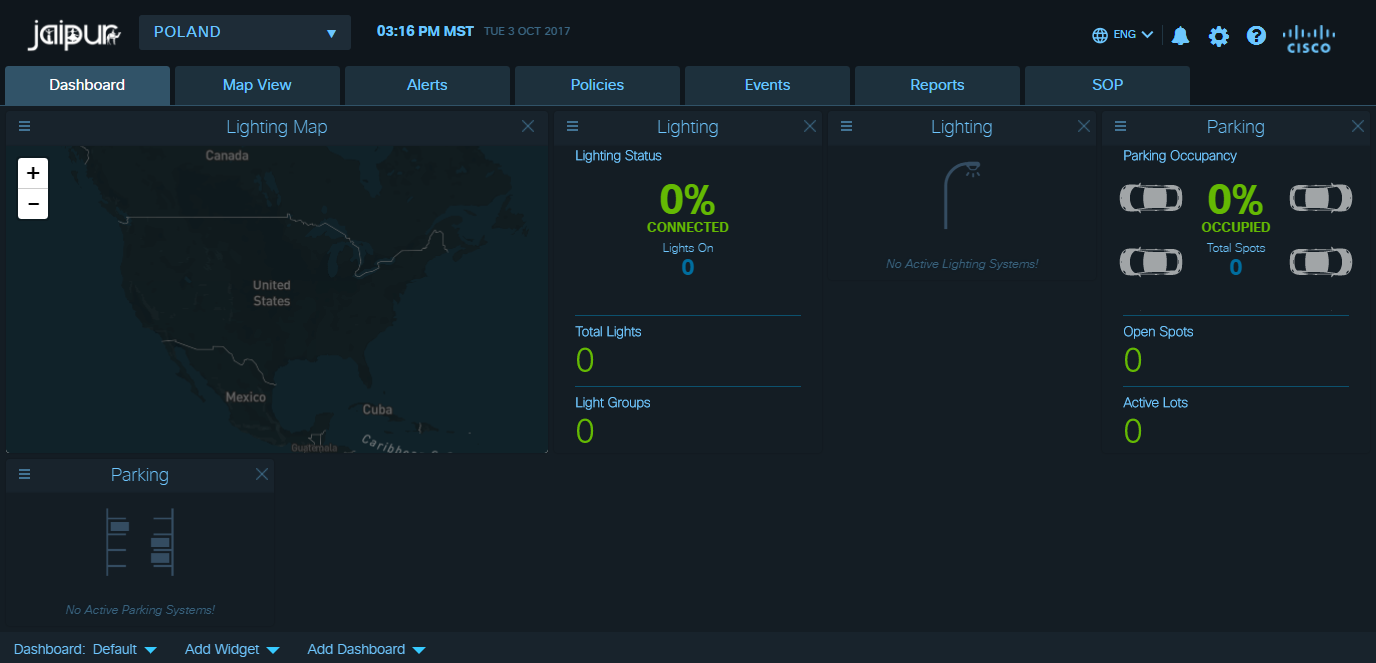 jaipur
POLAND
03:16 PM MST TUE 3 OCT 2017
ENG
CISCO
Dashboard
Map View
Alerts
Policies
Events
Reports
SOP
Lighting Map
+
−
Canada
United
States
Mexico
Cuba
Guatemala
Lighting
Lighting Status
0%
CONNECTED
Lights On
0
Total Lights
0
Light Groups
0
Lighting
No Active Lighting Systems!
Parking
Parking Occupancy
0%
OCCUPIED
Total Spots
0
Open Spots
0
Active Lots
0
Parking
No Active Parking Systems!
Dashboard: Default
Add Widget
Add Dashboard